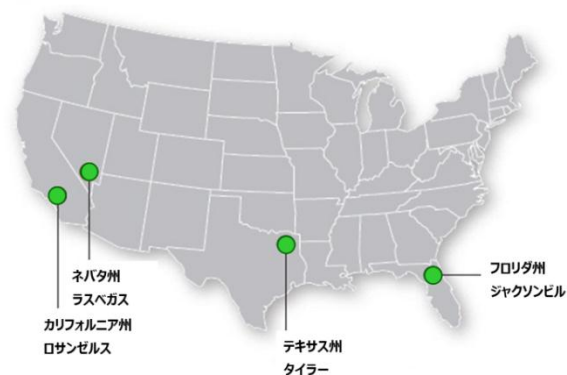 ネバタ州
ラスベガス
カリフォルニア州
ロサンゼルス
テキサス州
タイラー
フロリダ州
ジャクソンビル